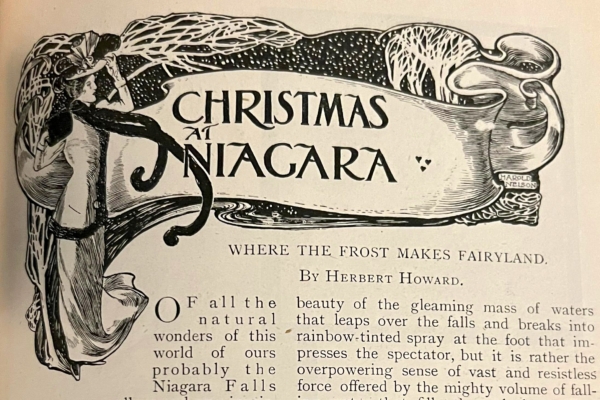 CHRISTMAS
AT
NIAGARA
HAROLD
NELSON
WHERE THE FROST MAKES FAIRYLAND.
By Herbert Howard.
OF all the
natural
wonders of this
world of ours
probably the
Niagara Falls
beauty of the gleaming mass of waters
that leaps over the falls and breaks into
rainbow-tinted spray at the foot that im-
presses the spectator, but it is rather the
overpowering sense of vast and resistless
force offered by the mighty volume of fall-